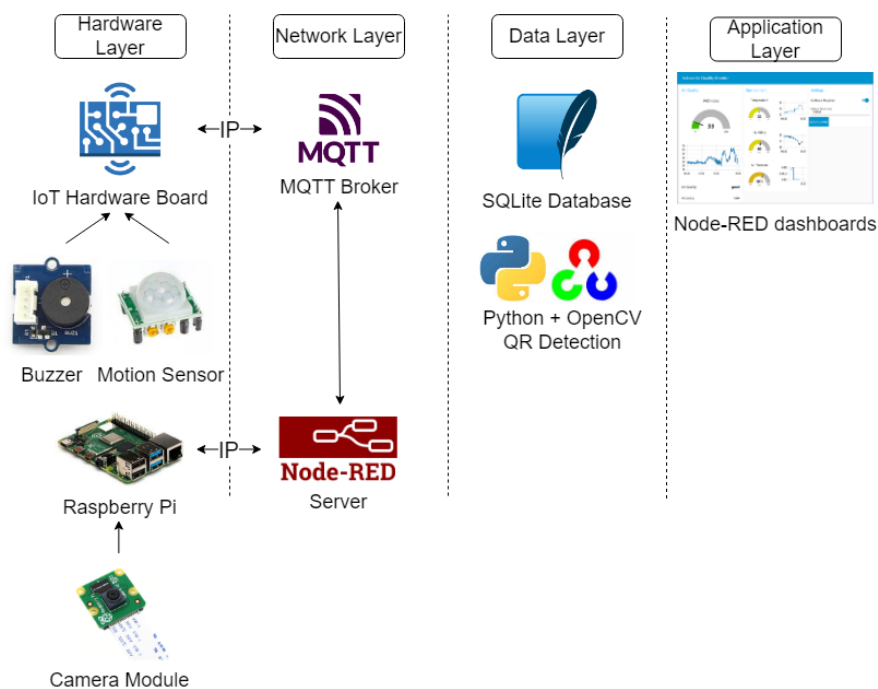 Hardware
Layer
Network Layer
Data Layer
Application
Layer
IP
MQTT
IoT Hardware Board
MQTT Broker
SQLite Database
Node-RED dashboards
Python + OpenCV
QR Detection
Buzzer
Motion Sensor
IP
Node-RED
Raspberry Pi
Server
Camera Module